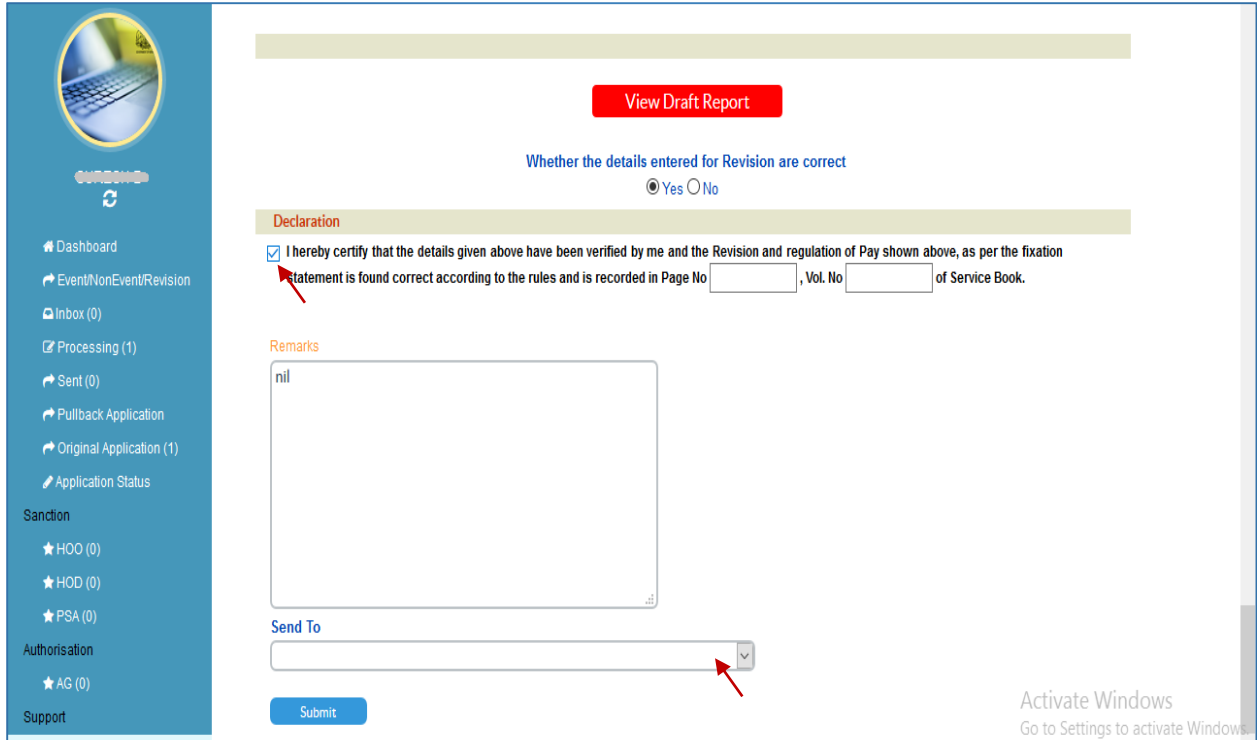 View Draft Report
Whether the details entered for Revision are correct
Yes No
Declaration
I hereby certify that the details given above have been verified by me and the Revision and regulation of Pay shown above, as per the fixation
statement is found correct according to the rules and is recorded in Page No , Vol. No of Service Book.
Remarks
nil
Send To
Submit
Dashboard
Event/NonEvent/Revision
Inbox (0)
Processing (1)
Sent (0)
Pullback Application
Original Application (1)
Application Status
Sanction
HOO (0)
HOD (0)
PSA (0)
Authorisation
AG (0)
Support
Activate Windows
Go to Settings to activate Windows.